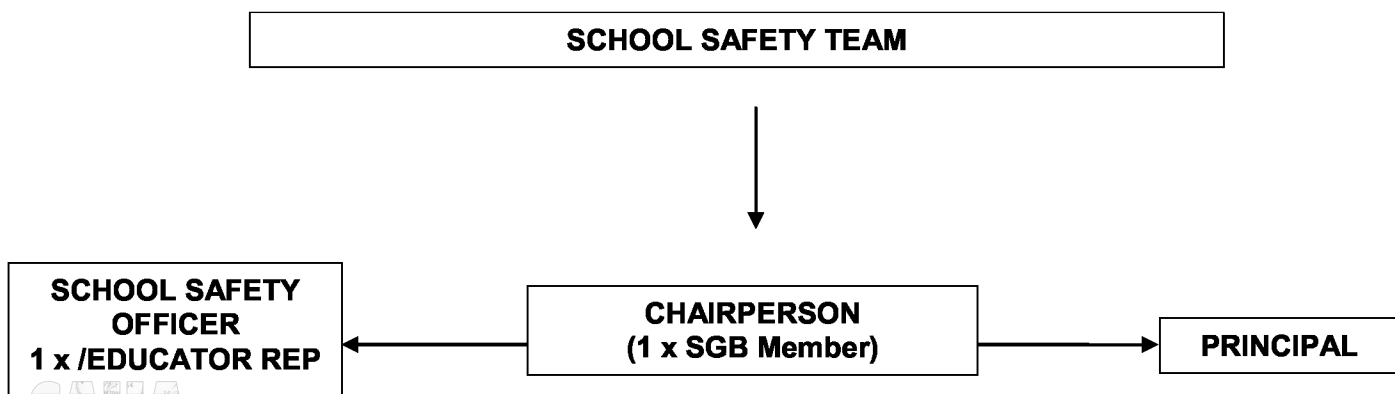 SCHOOL SAFETY TEAM
SCHOOL SAFETY
OFFICER
1 x /EDUCATOR REP
CHAIRPERSON
(1 x SGB Member)
PRINCIPAL